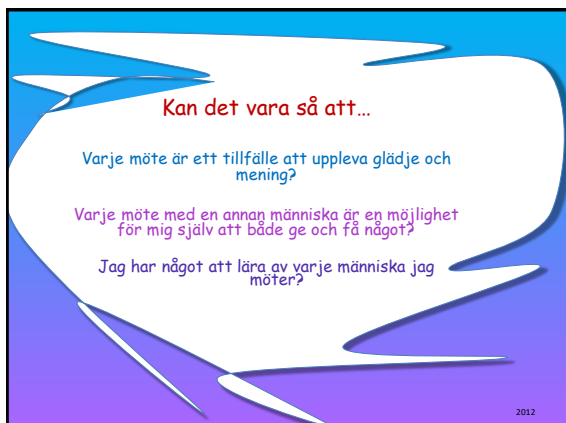 Kan det vara så att…
Varje möte är ett tillfälle att uppleva glädje och
mening?
Varje möte med en annan människa är en möjlighet
för mig själv att både ge och få något?
Jag har något att lära av varje människa jag
möter?
2012